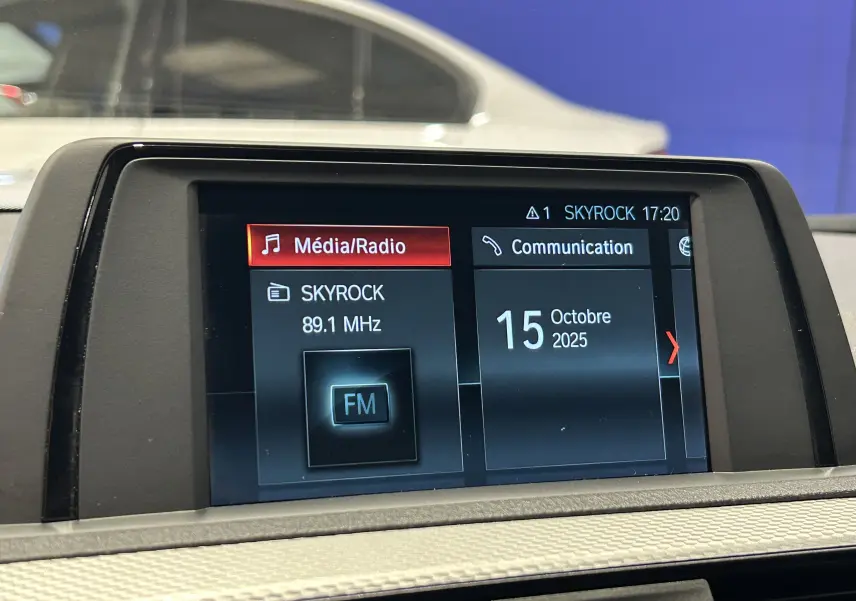 1 SKYROCK 17:20
Média/Radio
Communication
SKYROCK
89.1 MHz
FM
15 Octobre
2025